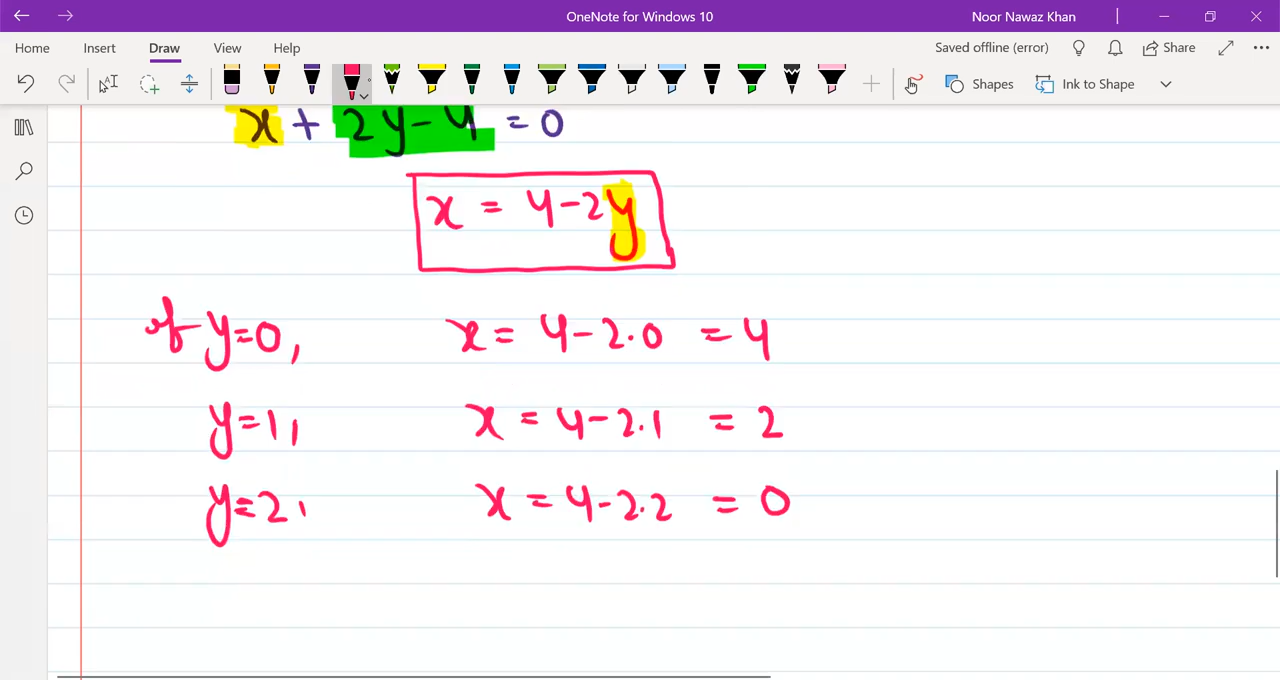 OneNote for Windows 10
Noor Nawaz Khan
Home Insert Draw View Help
Saved offline (error)
Share
Shapes
Ink to Shape
x + 2y-4 = 0
x = 4-2y
if y=0, x = 4-2.0 = 4
y=1, x = 4-2.1 = 2
y=2, x = 4-2.2 = 0